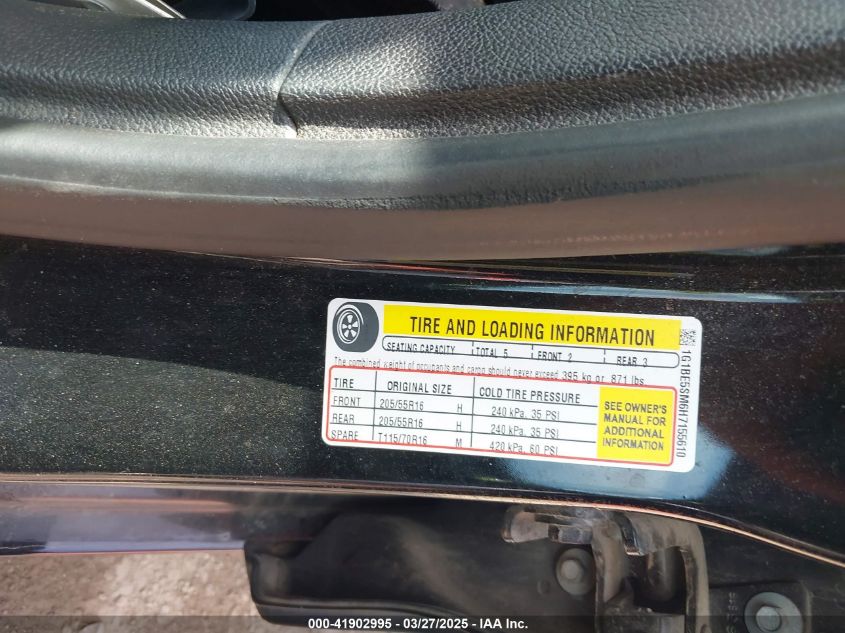 TIRE AND LOADING INFORMATION
SEATING CAPACITY TOTAL 5 FRONT 2 REAR 3
The combined weight of occupants and cargo should never exceed 395 kg or 871 lbs.
TIRE ORIGINAL SIZE COLD TIRE PRESSURE
FRONT 205/55R16 H 240 kPa, 35 PSI
REAR 205/55R16 H 240 kPa, 35 PSI
SPARE T115/70R16 M 420 kPa, 60 PSI
SEE OWNER'S
MANUAL FOR
ADDITIONAL
INFORMATION
1G1BE5SM6H7155610
000-41902995 - 03/27/2025 - IAA Inc.